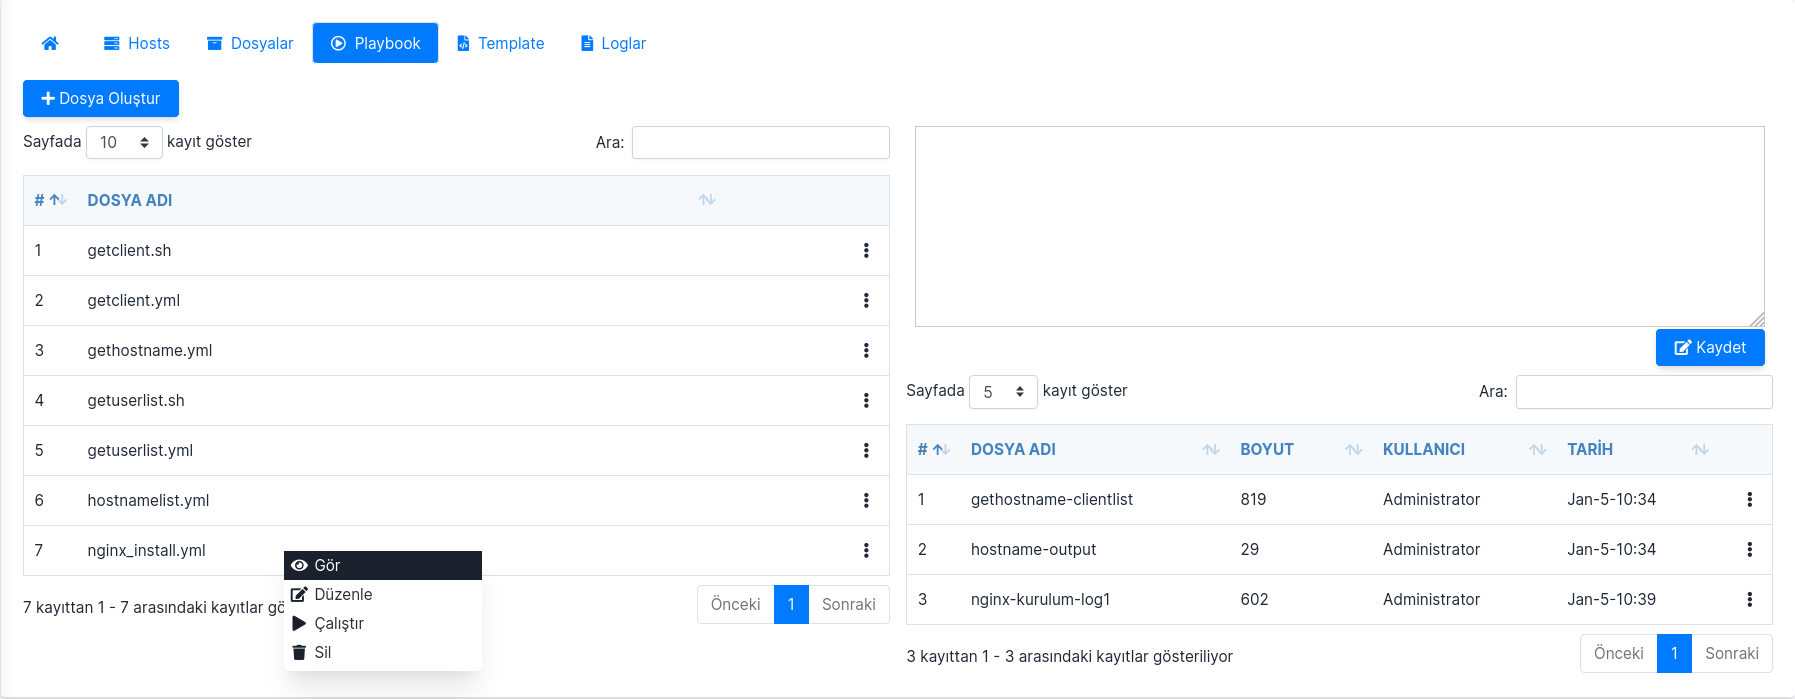 Hosts Dosyalar Playbook Template Loglar
Dosya Oluştur
Sayfada 10 kayıt göster Ara:
# DOSYA ADI
1 getclient.sh
2 getclient.yml
3 gethostname.yml
4 getuserlist.sh
5 getuserlist.yml
6 hostnamelist.yml
7 nginx_install.yml
Gör
Düzenle
Çalıştır
Sil
7 kayıttan 1 - 7 arasındaki kayıtlar gö
Önceki 1 Sonraki
Kaydet
Sayfada 5 kayıt göster Ara:
# DOSYA ADI BOYUT KULLANICI TARİH
1 gethostname-clientlist 819 Administrator Jan-5-10:34
2 hostname-output 29 Administrator Jan-5-10:34
3 nginx-kurulum-log1 602 Administrator Jan-5-10:39
3 kayıttan 1 - 3 arasındaki kayıtlar gösteriliyor
Önceki 1 Sonraki